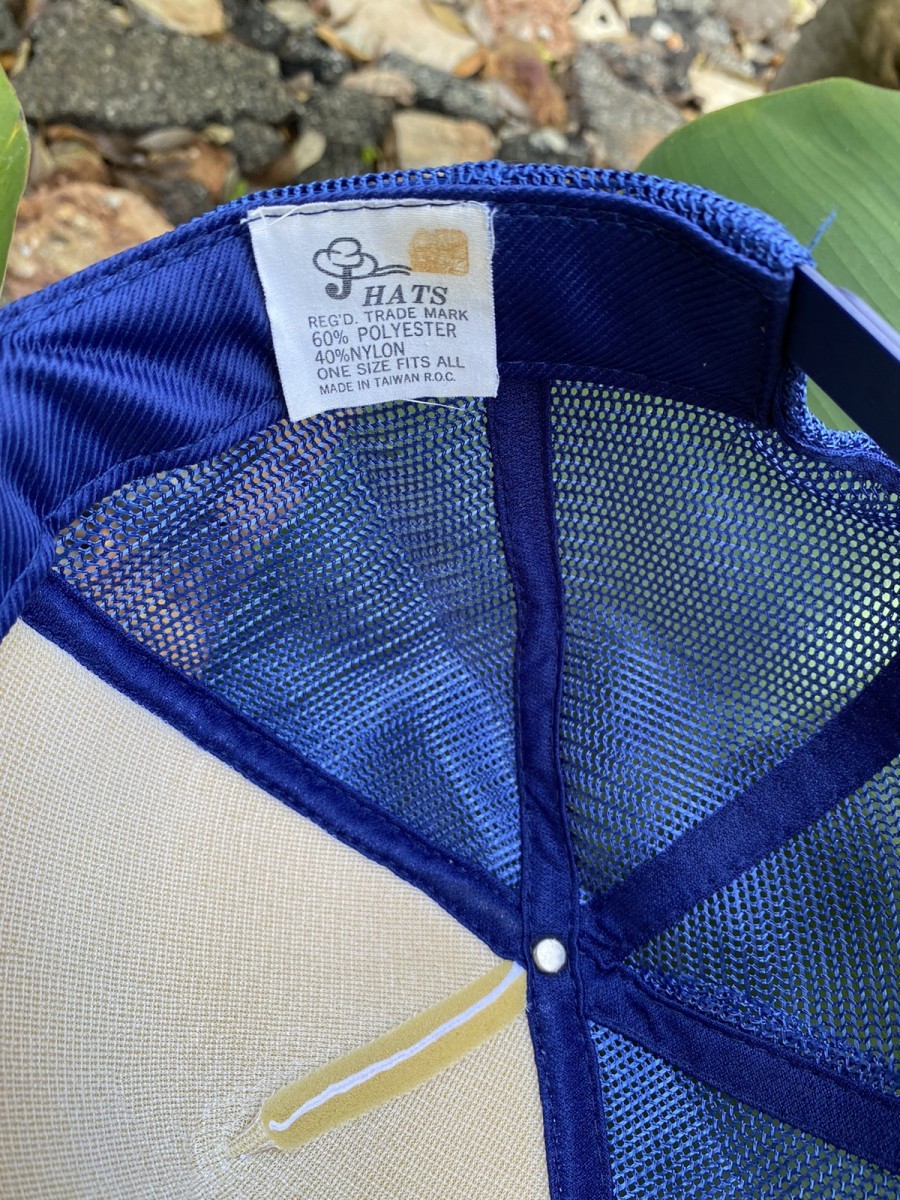 J HATS
REG'D. TRADE MARK
60% POLYESTER
40%NYLON
ONE SIZE FITS ALL
MADE IN TAIWAN R.O.C.